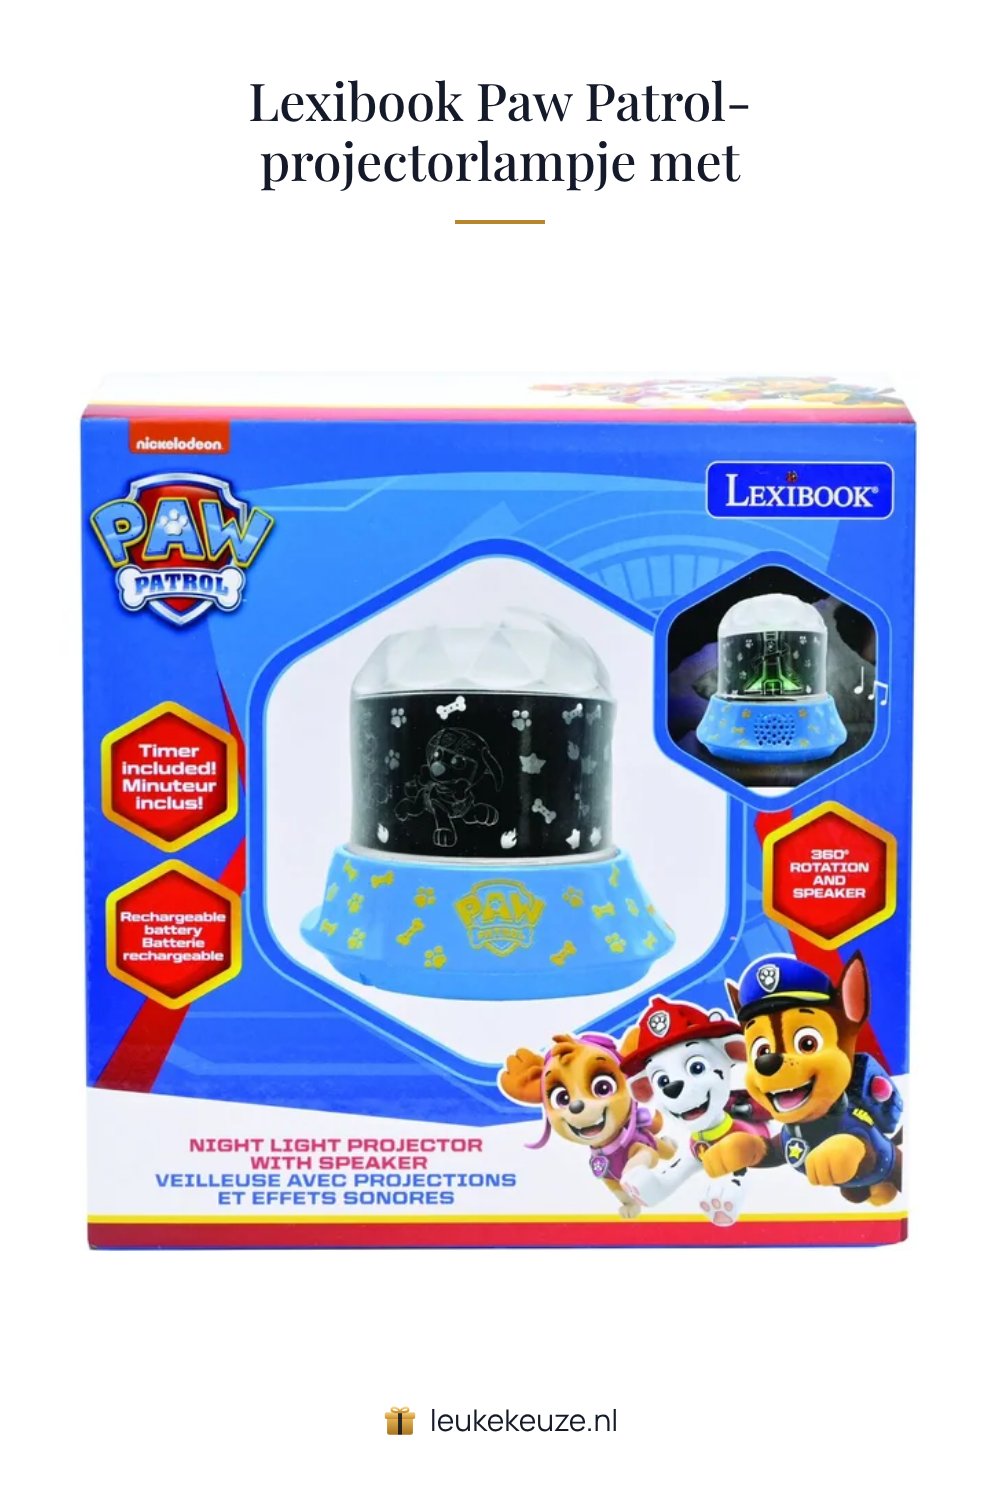 Lexibook Paw Patrol-
projectorlampje met
nickelodeon
PAW
PATROL
LEXIBOOK®
Timer
included!
Minuteur
inclus!
Rechargeable
battery
Batterie
rechargeable
360°
ROTATION
AND
SPEAKER
PAW
PATROL
NIGHT LIGHT PROJECTOR
WITH SPEAKER
VEILLEUSE AVEC PROJECTIONS
ET EFFETS SONORES
leukekeuze.nl